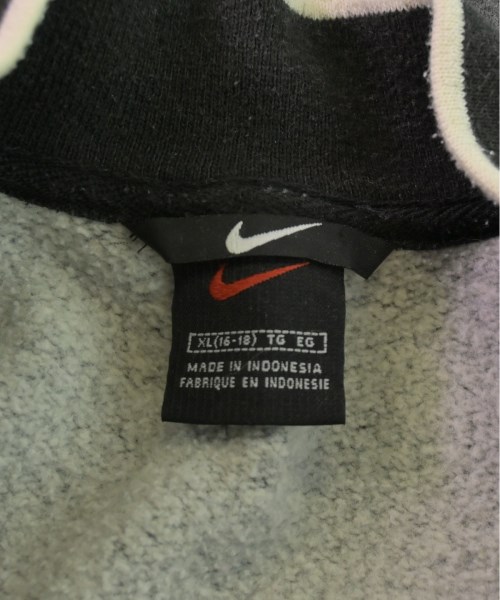 XL(16-18) TG EG
MADE IN INDONESIA
FABRIQUE EN INDONESIE